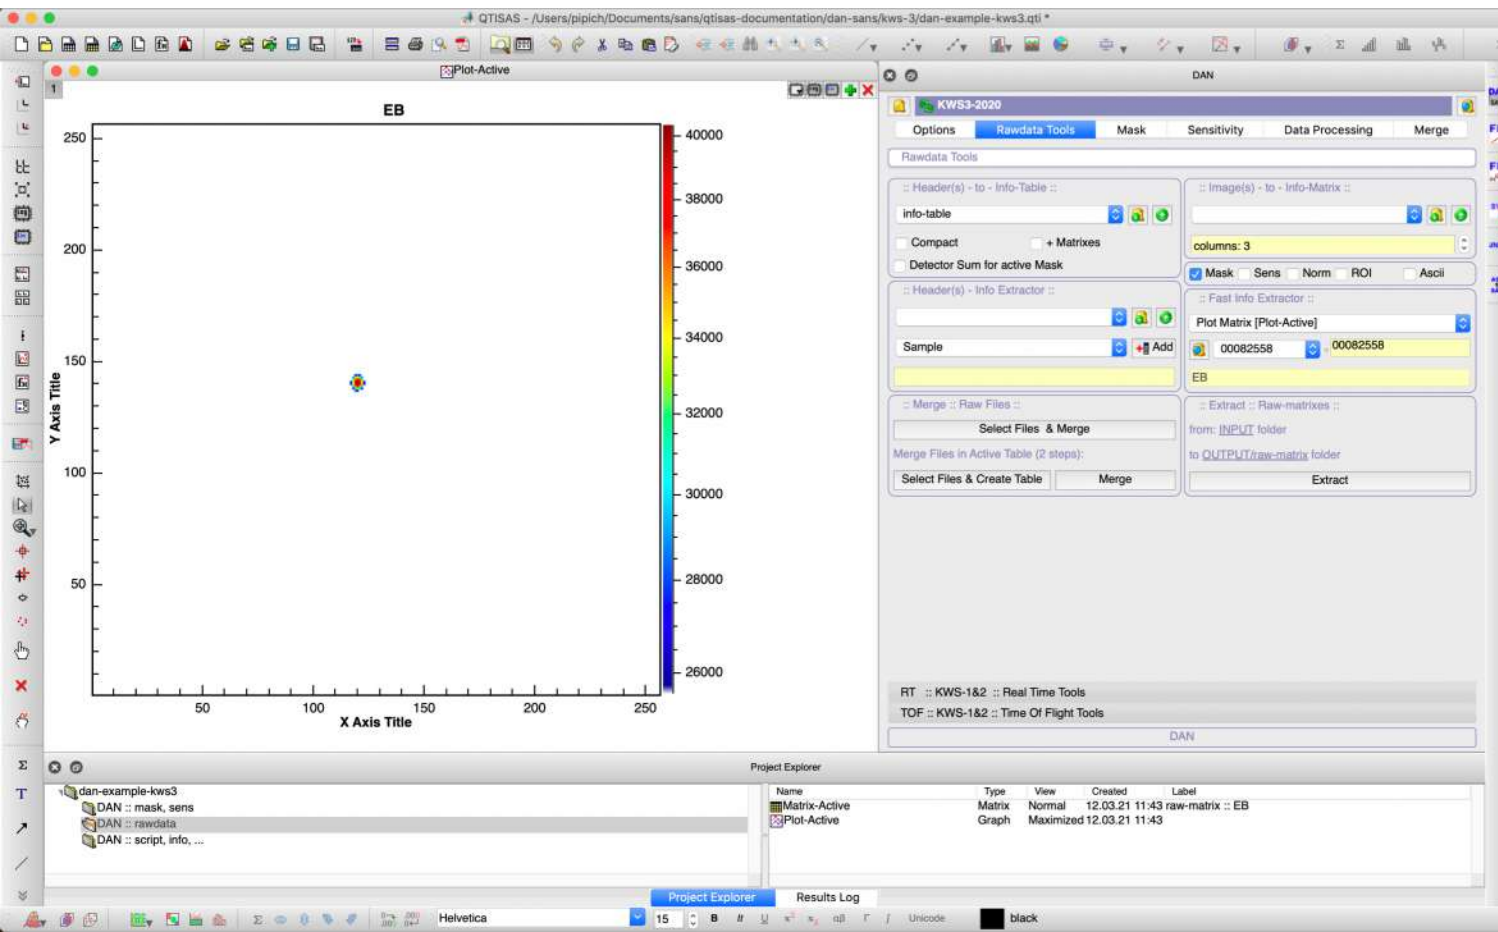 QTISAS - /Users/pipich/Documents/sans/qtisas-documentation/dan-sans/kws-3/dan-example-kws3.qti *
Plot-Active
DAN
1
EB
KWS3-2020
Options Rawdata Tools Mask Sensitivity Data Processing Merge
Rawdata Tools
:: Header(s) - to - Info-Table ::
info-table
Compact + Matrixes
Detector Sum for active Mask
:: Image(s) - to - Info-Matrix ::
columns: 3
Mask Sens Norm ROI Ascii
:: Header(s) - Info Extractor ::
Sample Add
:: Fast Info Extractor ::
Plot Matrix [Plot-Active]
00082558 - 00082558
EB
:: Merge :: Raw Files ::
Select Files & Merge
Merge Files in Active Table (2 steps):
Select Files & Create Table Merge
:: Extract :: Raw-matrixes ::
from: INPUT folder
to OUTPUT/raw-matrix folder
Extract
RT :: KWS-1&2 :: Real Time Tools
TOF :: KWS-1&2 :: Time Of Flight Tools
DAN
250
200
150
100
50
Y Axis Title
50 100 150 200 250
X Axis Title
40000
38000
36000
34000
32000
30000
28000
26000
Project Explorer
dan-example-kws3
DAN :: mask, sens
DAN :: rawdata
DAN :: script, info, ...
Name Type View Created Label
Matrix-Active Matrix Normal 12.03.21 11:43 raw-matrix :: EB
Plot-Active Graph Maximized 12.03.21 11:43
Project Explorer Results Log
Helvetica 15 B It U αβ Γ ∫ Unicode black